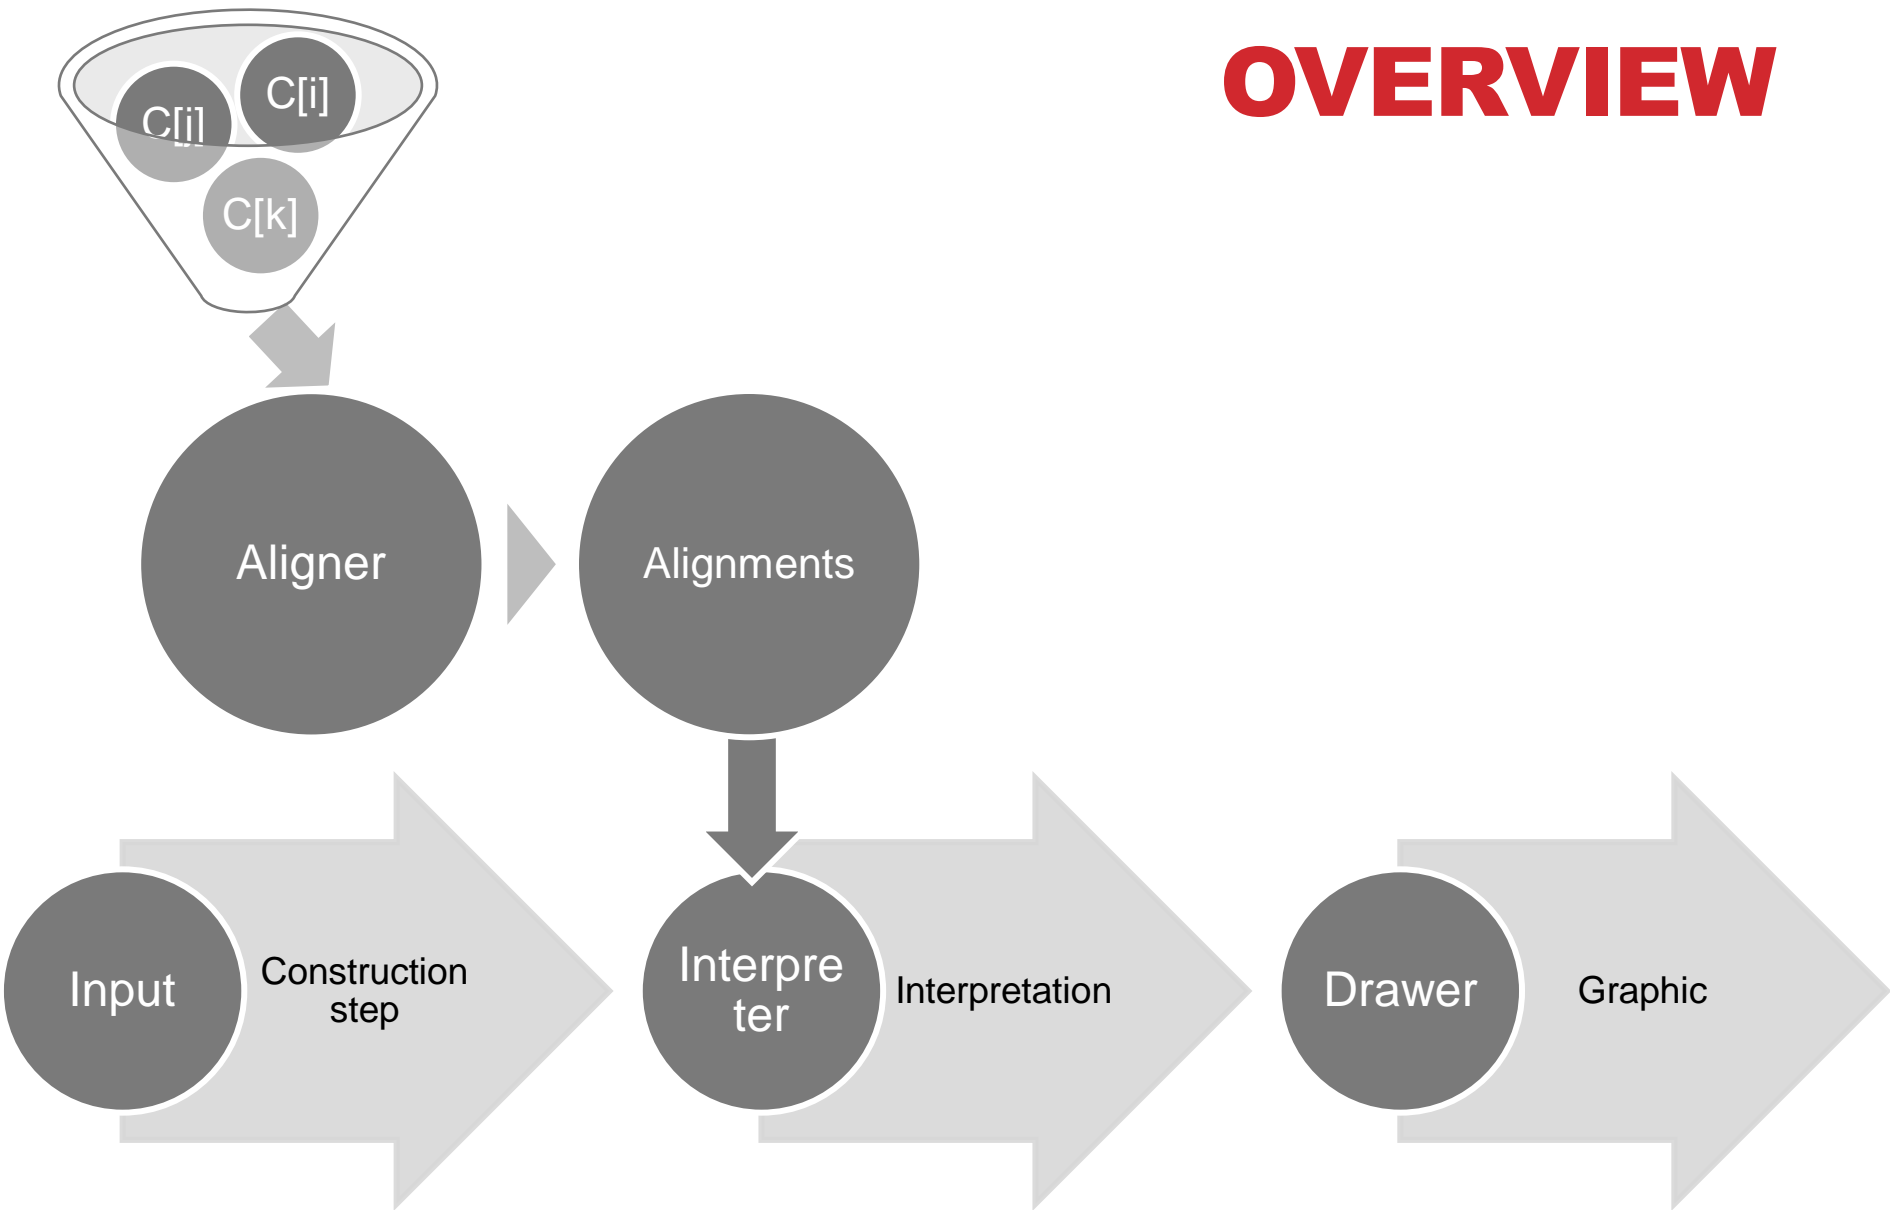 OVERVIEW
C[i]
C[j]
C[k]
Aligner
Alignments
Input
Construction
step
Interpre
ter
Interpretation
Drawer
Graphic